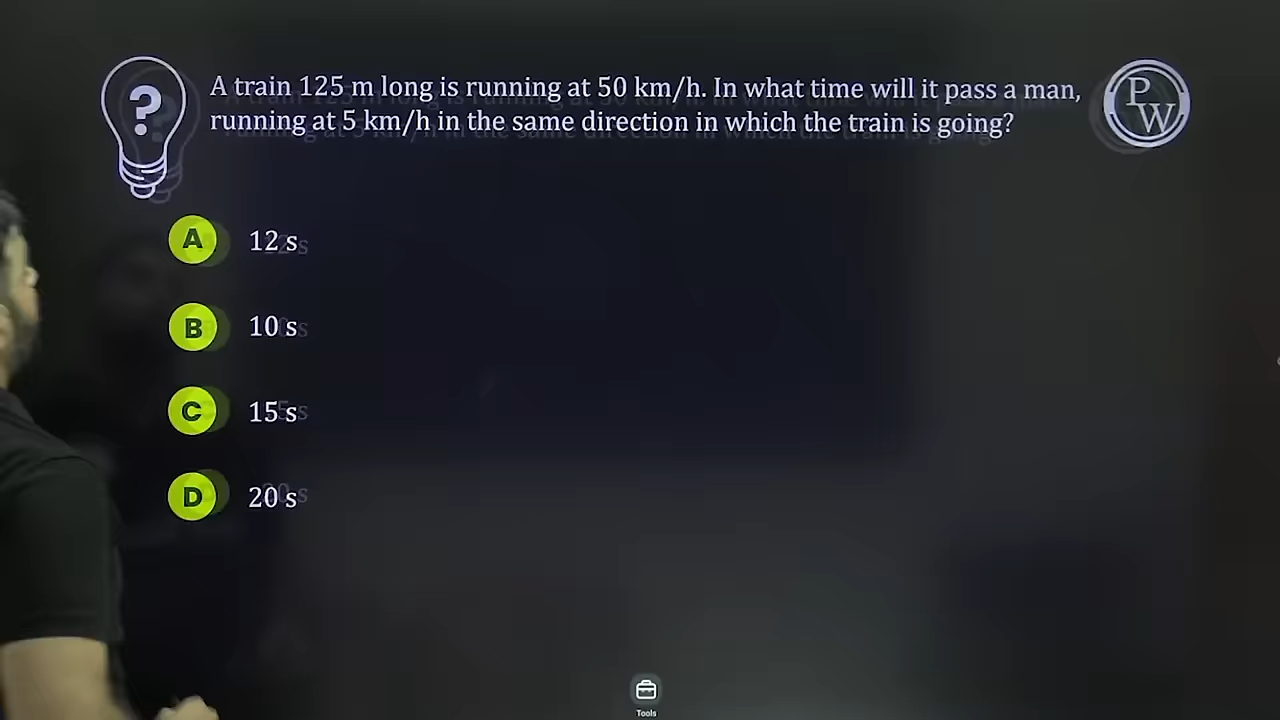 ?
A train 125 m long is running at 50 km/h. In what time will it pass a man,
running at 5 km/h in the same direction in which the train is going?
PW
A 12 s
B 10 s
C 15 s
D 20 s
Tools